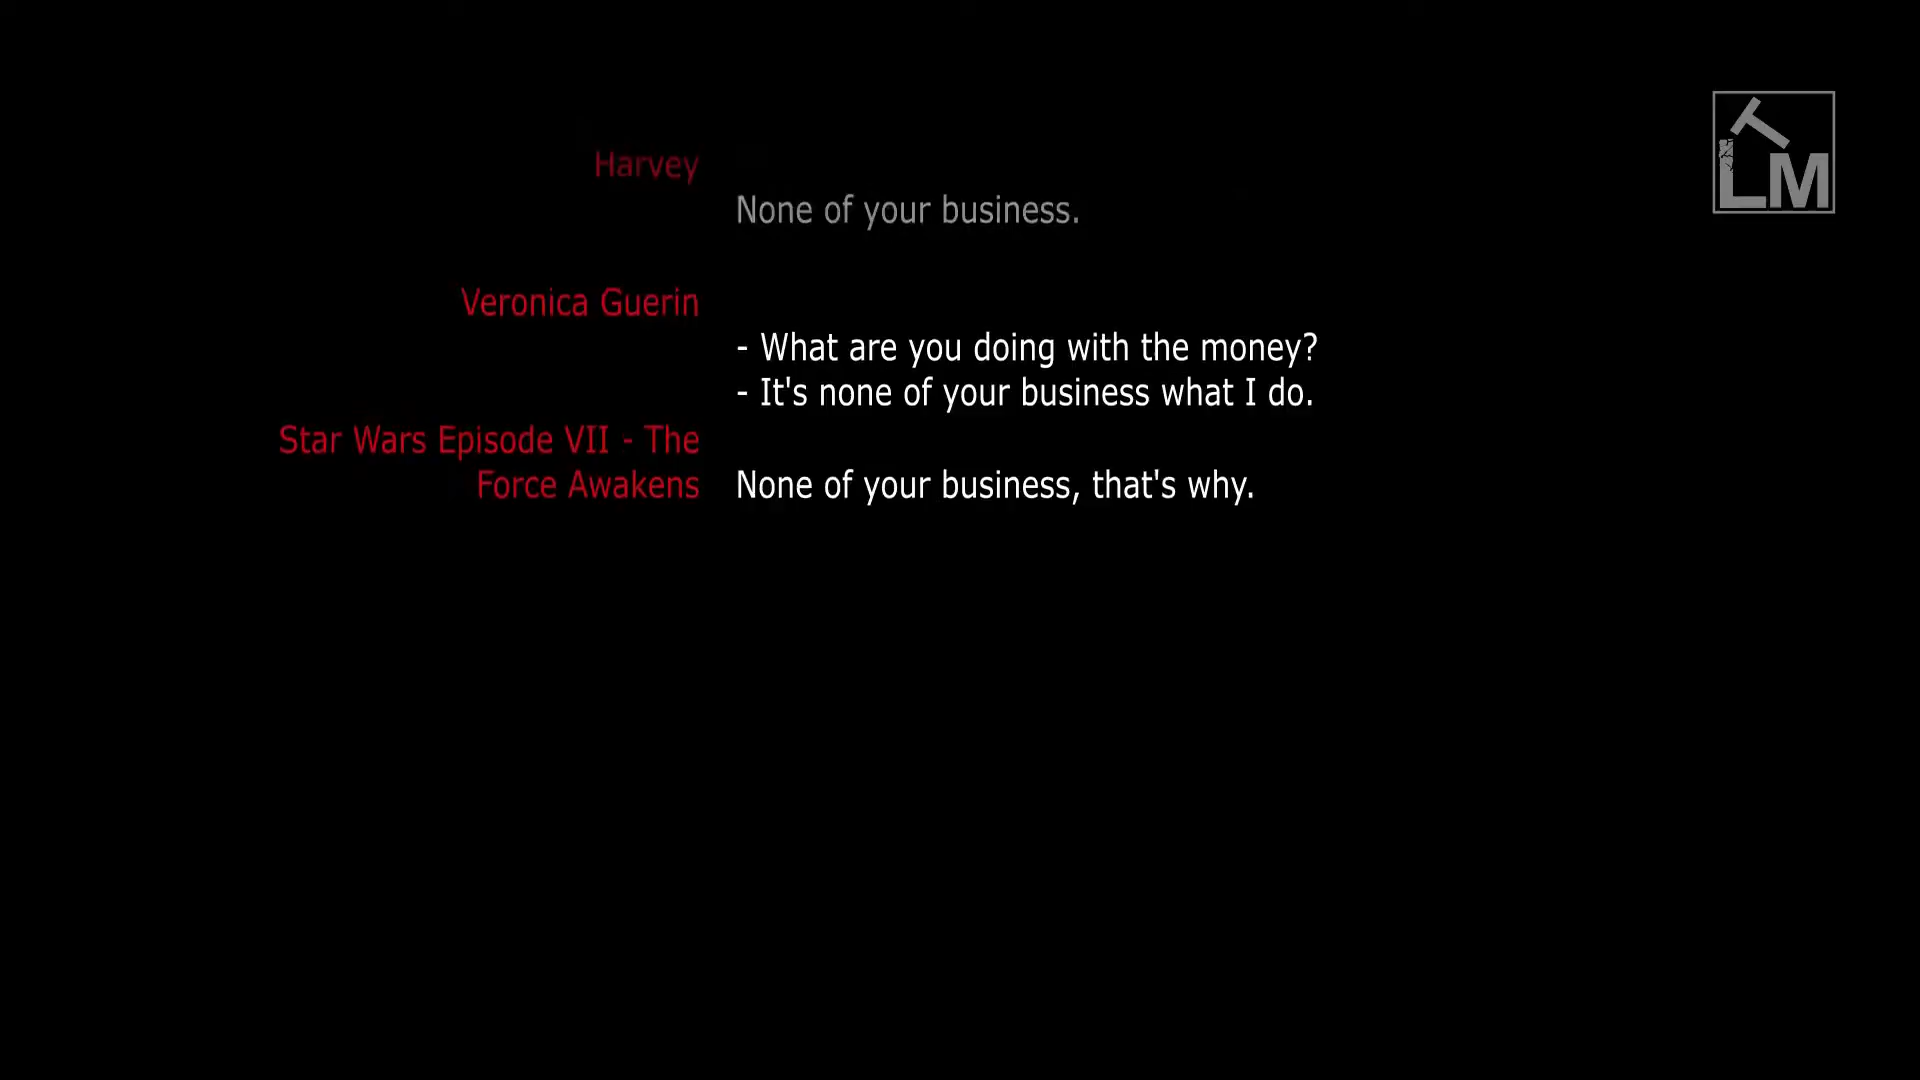 Harvey
None of your business.
Veronica Guerin
- What are you doing with the money?
- It's none of your business what I do.
Star Wars Episode VII - The
Force Awakens
None of your business, that's why.
TLM